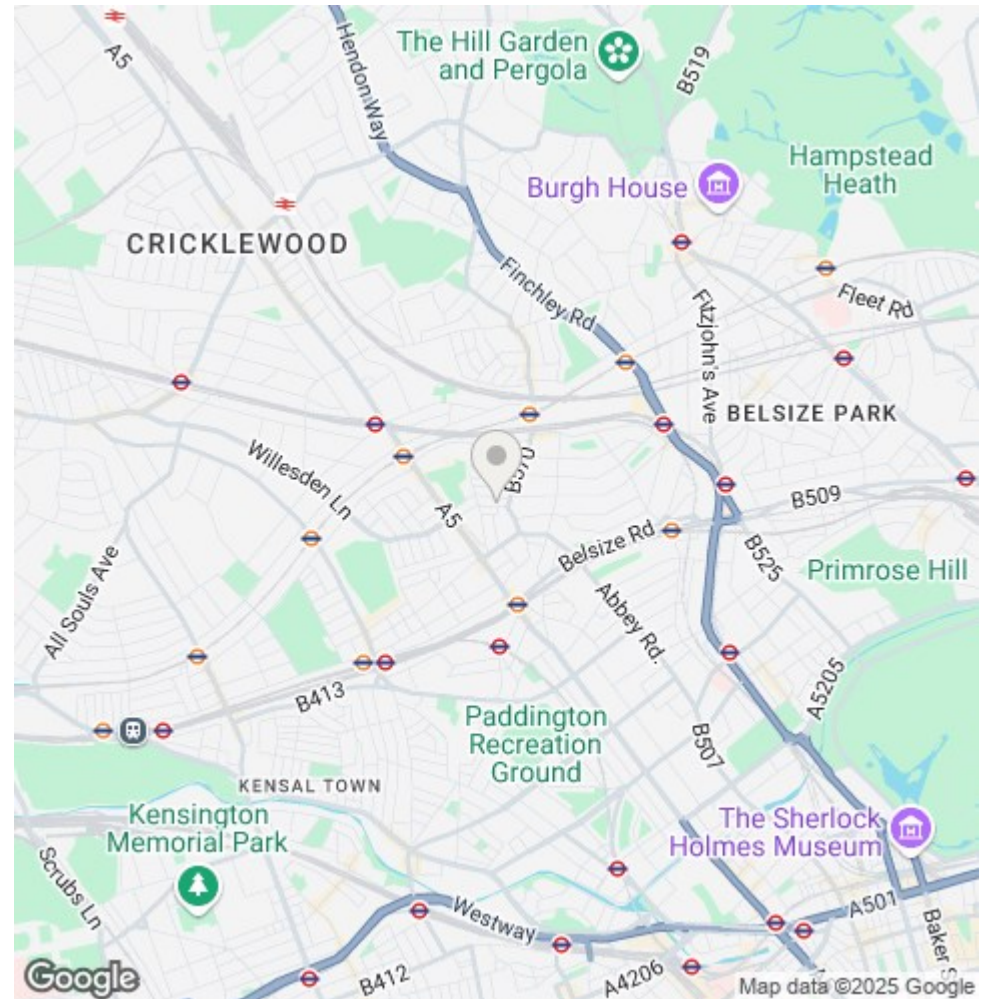 A5
Hendon Way
The Hill Garden
and Pergola
B519
Hampstead
Heath
Burgh House
CRICKLEWOOD
Finchley Rd
Fitzjohn's Ave
Fleet Rd
BELSIZE PARK
Willesden Ln
B510
A5
B509
Belsize Rd
B525
Primrose Hill
All Souls Ave
Abbey Rd.
A5205
B413
Paddington
Recreation
Ground
B507
KENSAL TOWN
Kensington
Memorial Park
The Sherlock
Holmes Museum
Scrubs Ln
Westway
A501
Baker S
B412
A4206
Google
Map data ©2025 Google